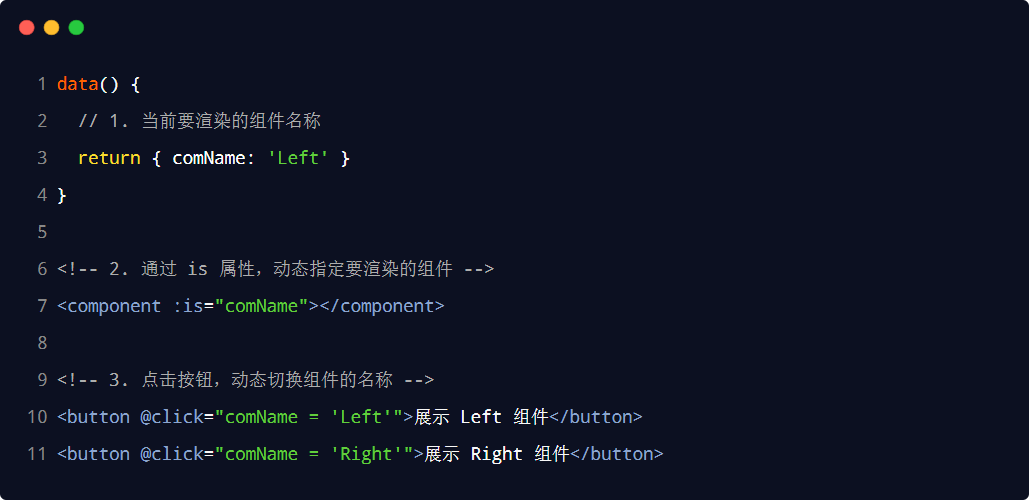 1 data() {
2 // 1. 当前要渲染的组件名称
3 return { comName: 'Left' }
4 }
5
6 <!-- 2. 通过 is 属性，动态指定要渲染的组件 -->
7 <component :is="comName"></component>
8
9 <!-- 3. 点击按钮，动态切换组件的名称 -->
10 <button @click="comName = 'Left'">展示 Left 组件</button>
11 <button @click="comName = 'Right'">展示 Right 组件</button>